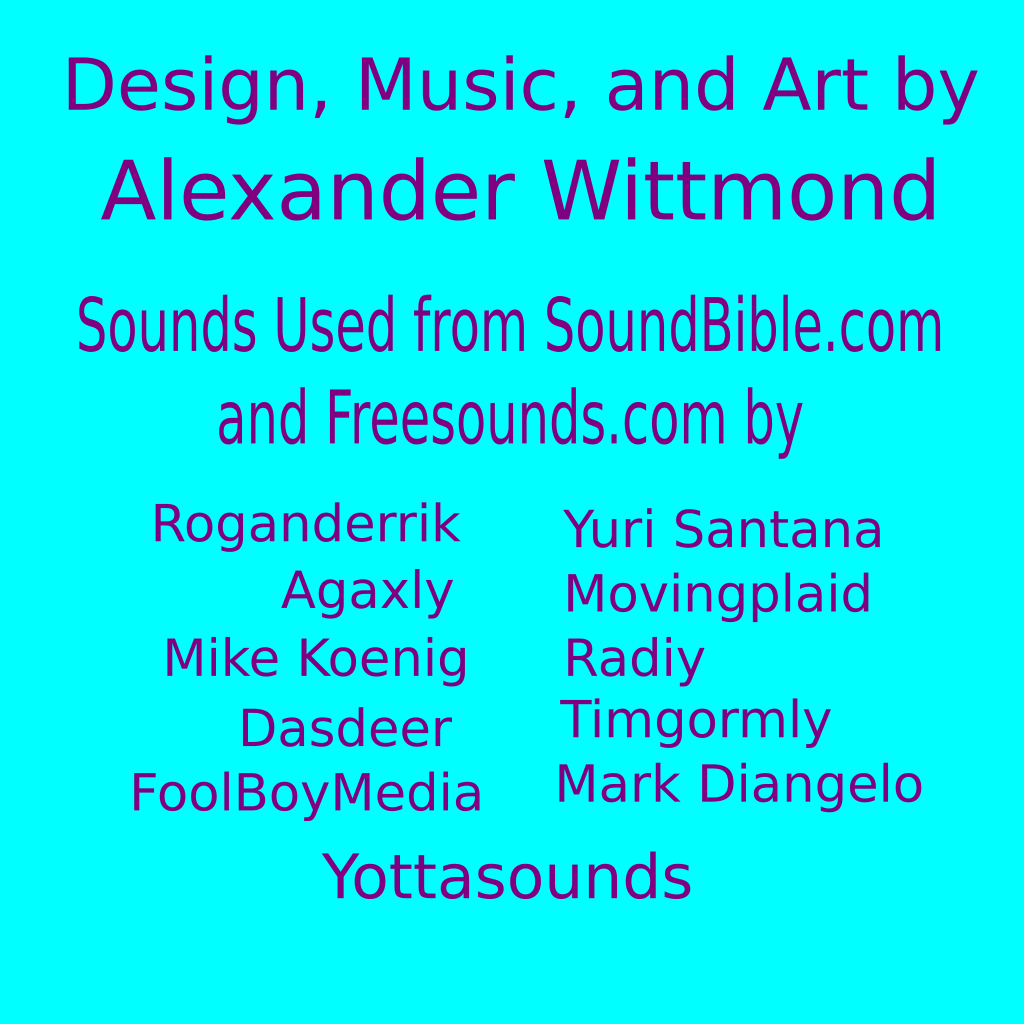 Design, Music, and Art by
Alexander Wittmond
Sounds Used from SoundBible.com
and Freesounds.com by
Roganderrik
Agaxly
Mike Koenig
Dasdeer
FoolBoyMedia
Yuri Santana
Movingplaid
Radiy
Timgormly
Mark Diangelo
Yottasounds